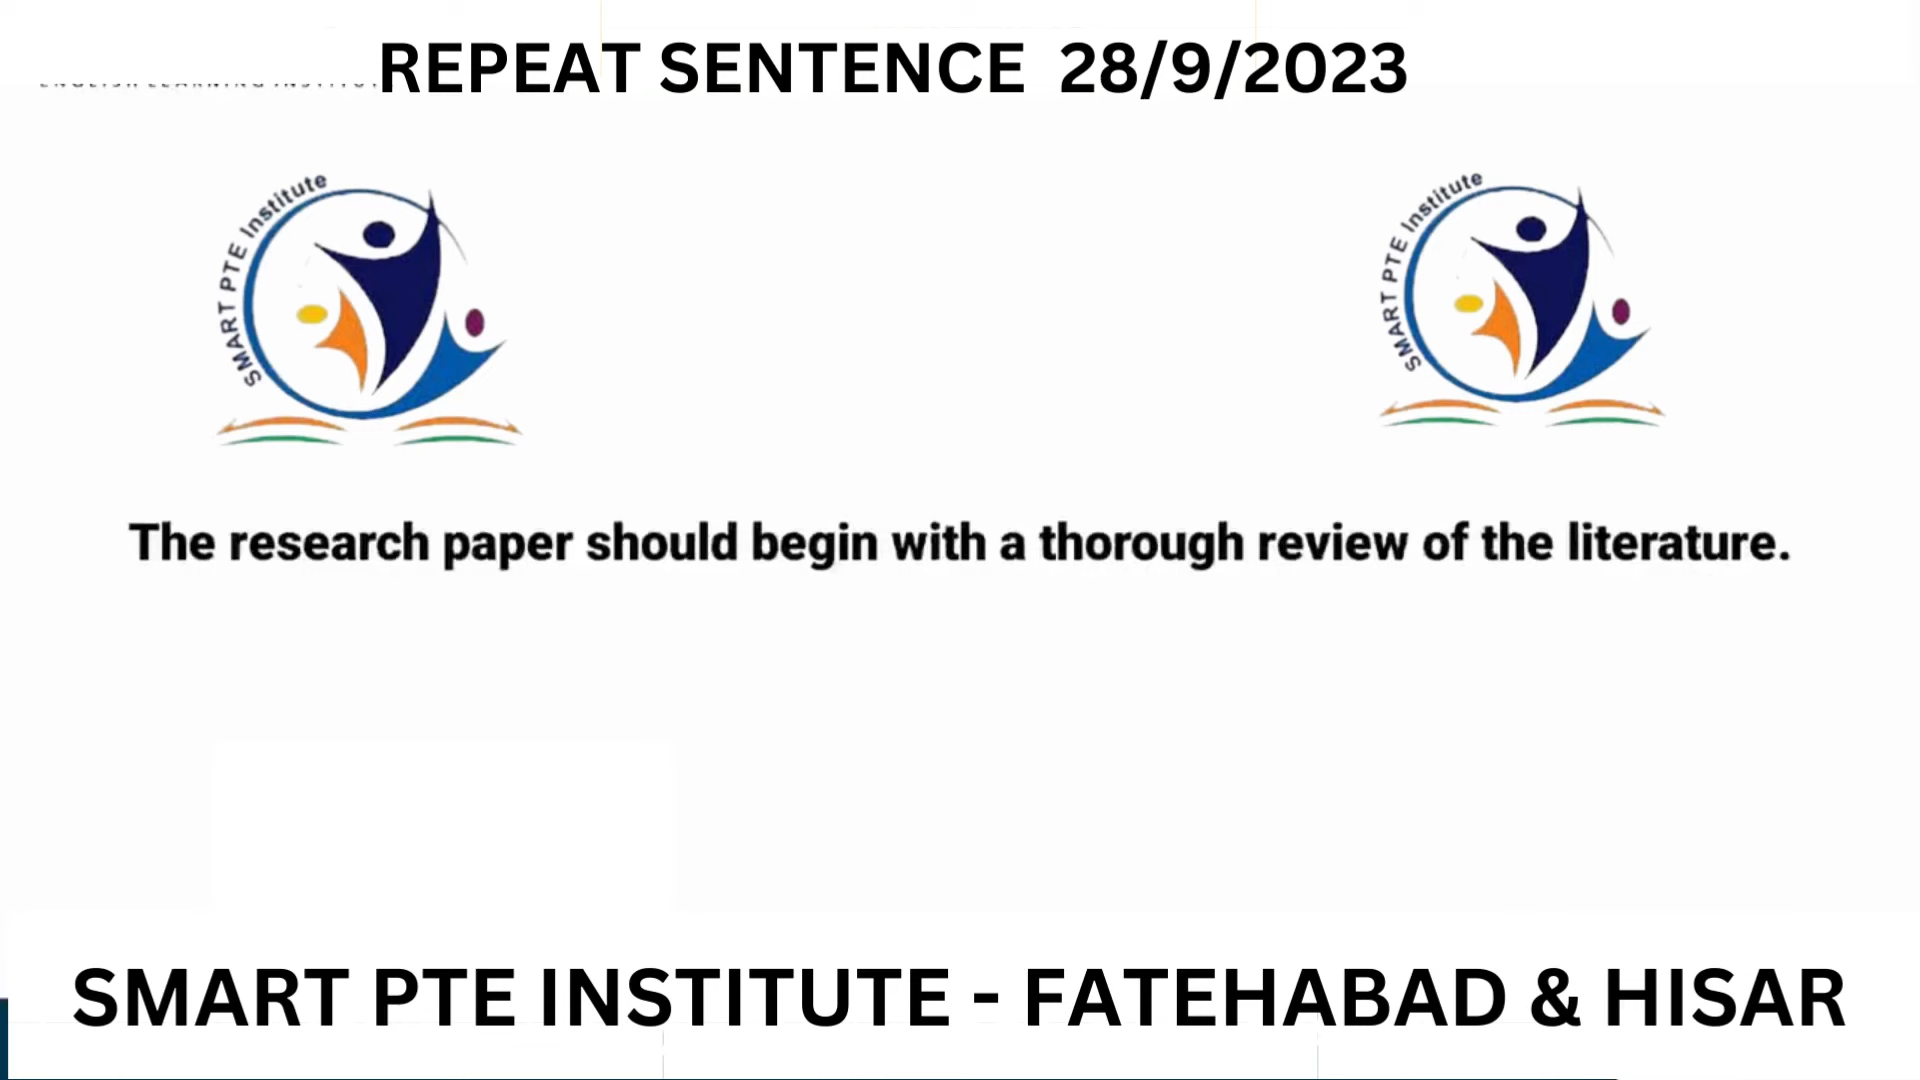 REPEAT SENTENCE 28/9/2023
SMART PTE Institute
SMART PTE Institute
The research paper should begin with a thorough review of the literature.
SMART PTE INSTITUTE - FATEHABAD & HISAR